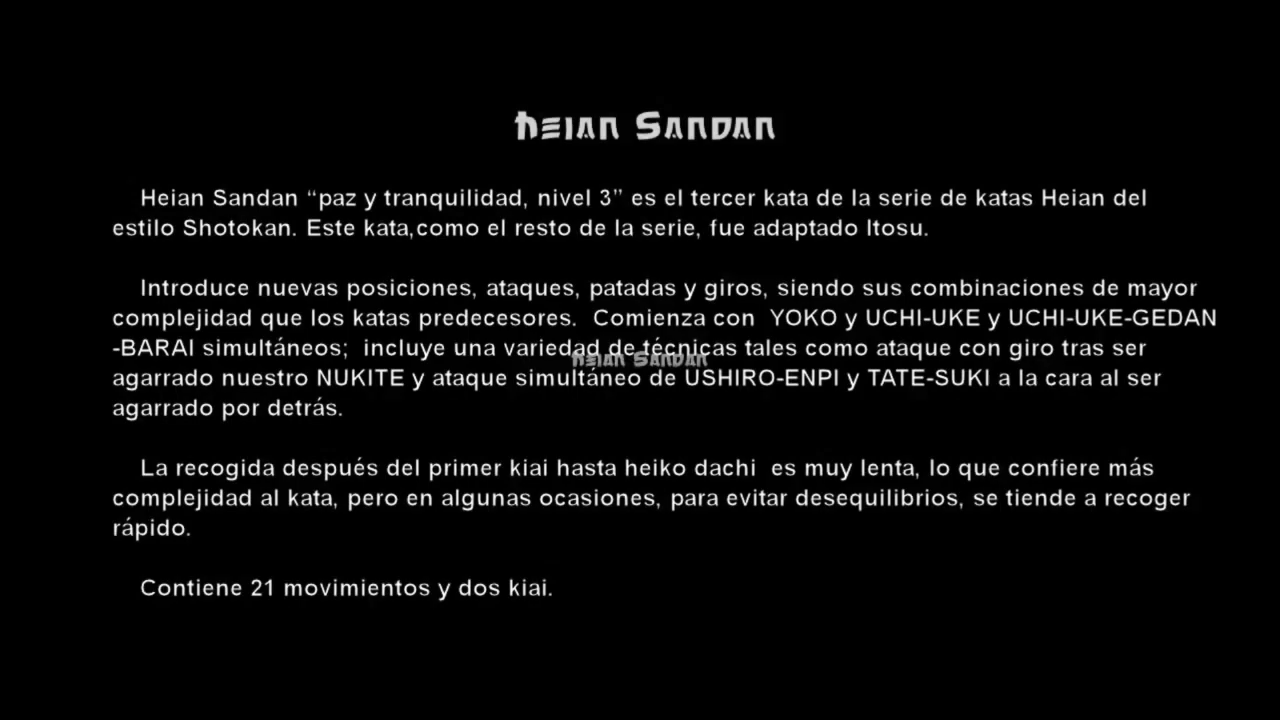 Heian Sandan
Heian Sandan “paz y tranquilidad, nivel 3” es el tercer kata de la serie de katas Heian del
estilo Shotokan. Este kata,como el resto de la serie, fue adaptado Itosu.
Introduce nuevas posiciones, ataques, patadas y giros, siendo sus combinaciones de mayor
complejidad que los katas predecesores.  Comienza con  YOKO y UCHI-UKE y UCHI-UKE-GEDAN
-BARAI simultáneos;  incluye una variedad de técnicas tales como ataque con giro tras ser
Heian Sandan
agarrado nuestro NUKITE y ataque simultáneo de USHIRO-ENPI y TATE-SUKI a la cara al ser
agarrado por detrás.
La recogida después del primer kiai hasta heiko dachi  es muy lenta, lo que confiere más
complejidad al kata, pero en algunas ocasiones, para evitar desequilibrios, se tiende a recoger
rápido.
Contiene 21 movimientos y dos kiai.